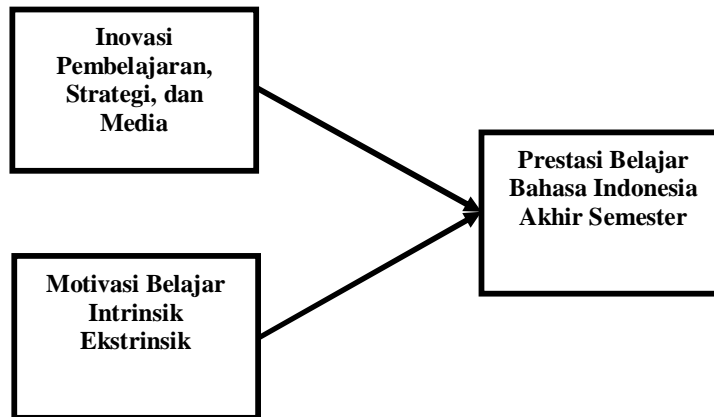 Inovasi
Pembelajaran,
Strategi, dan
Media
Prestasi Belajar
Bahasa Indonesia
Akhir Semester
Motivasi Belajar
Intrinsik
Ekstrinsik